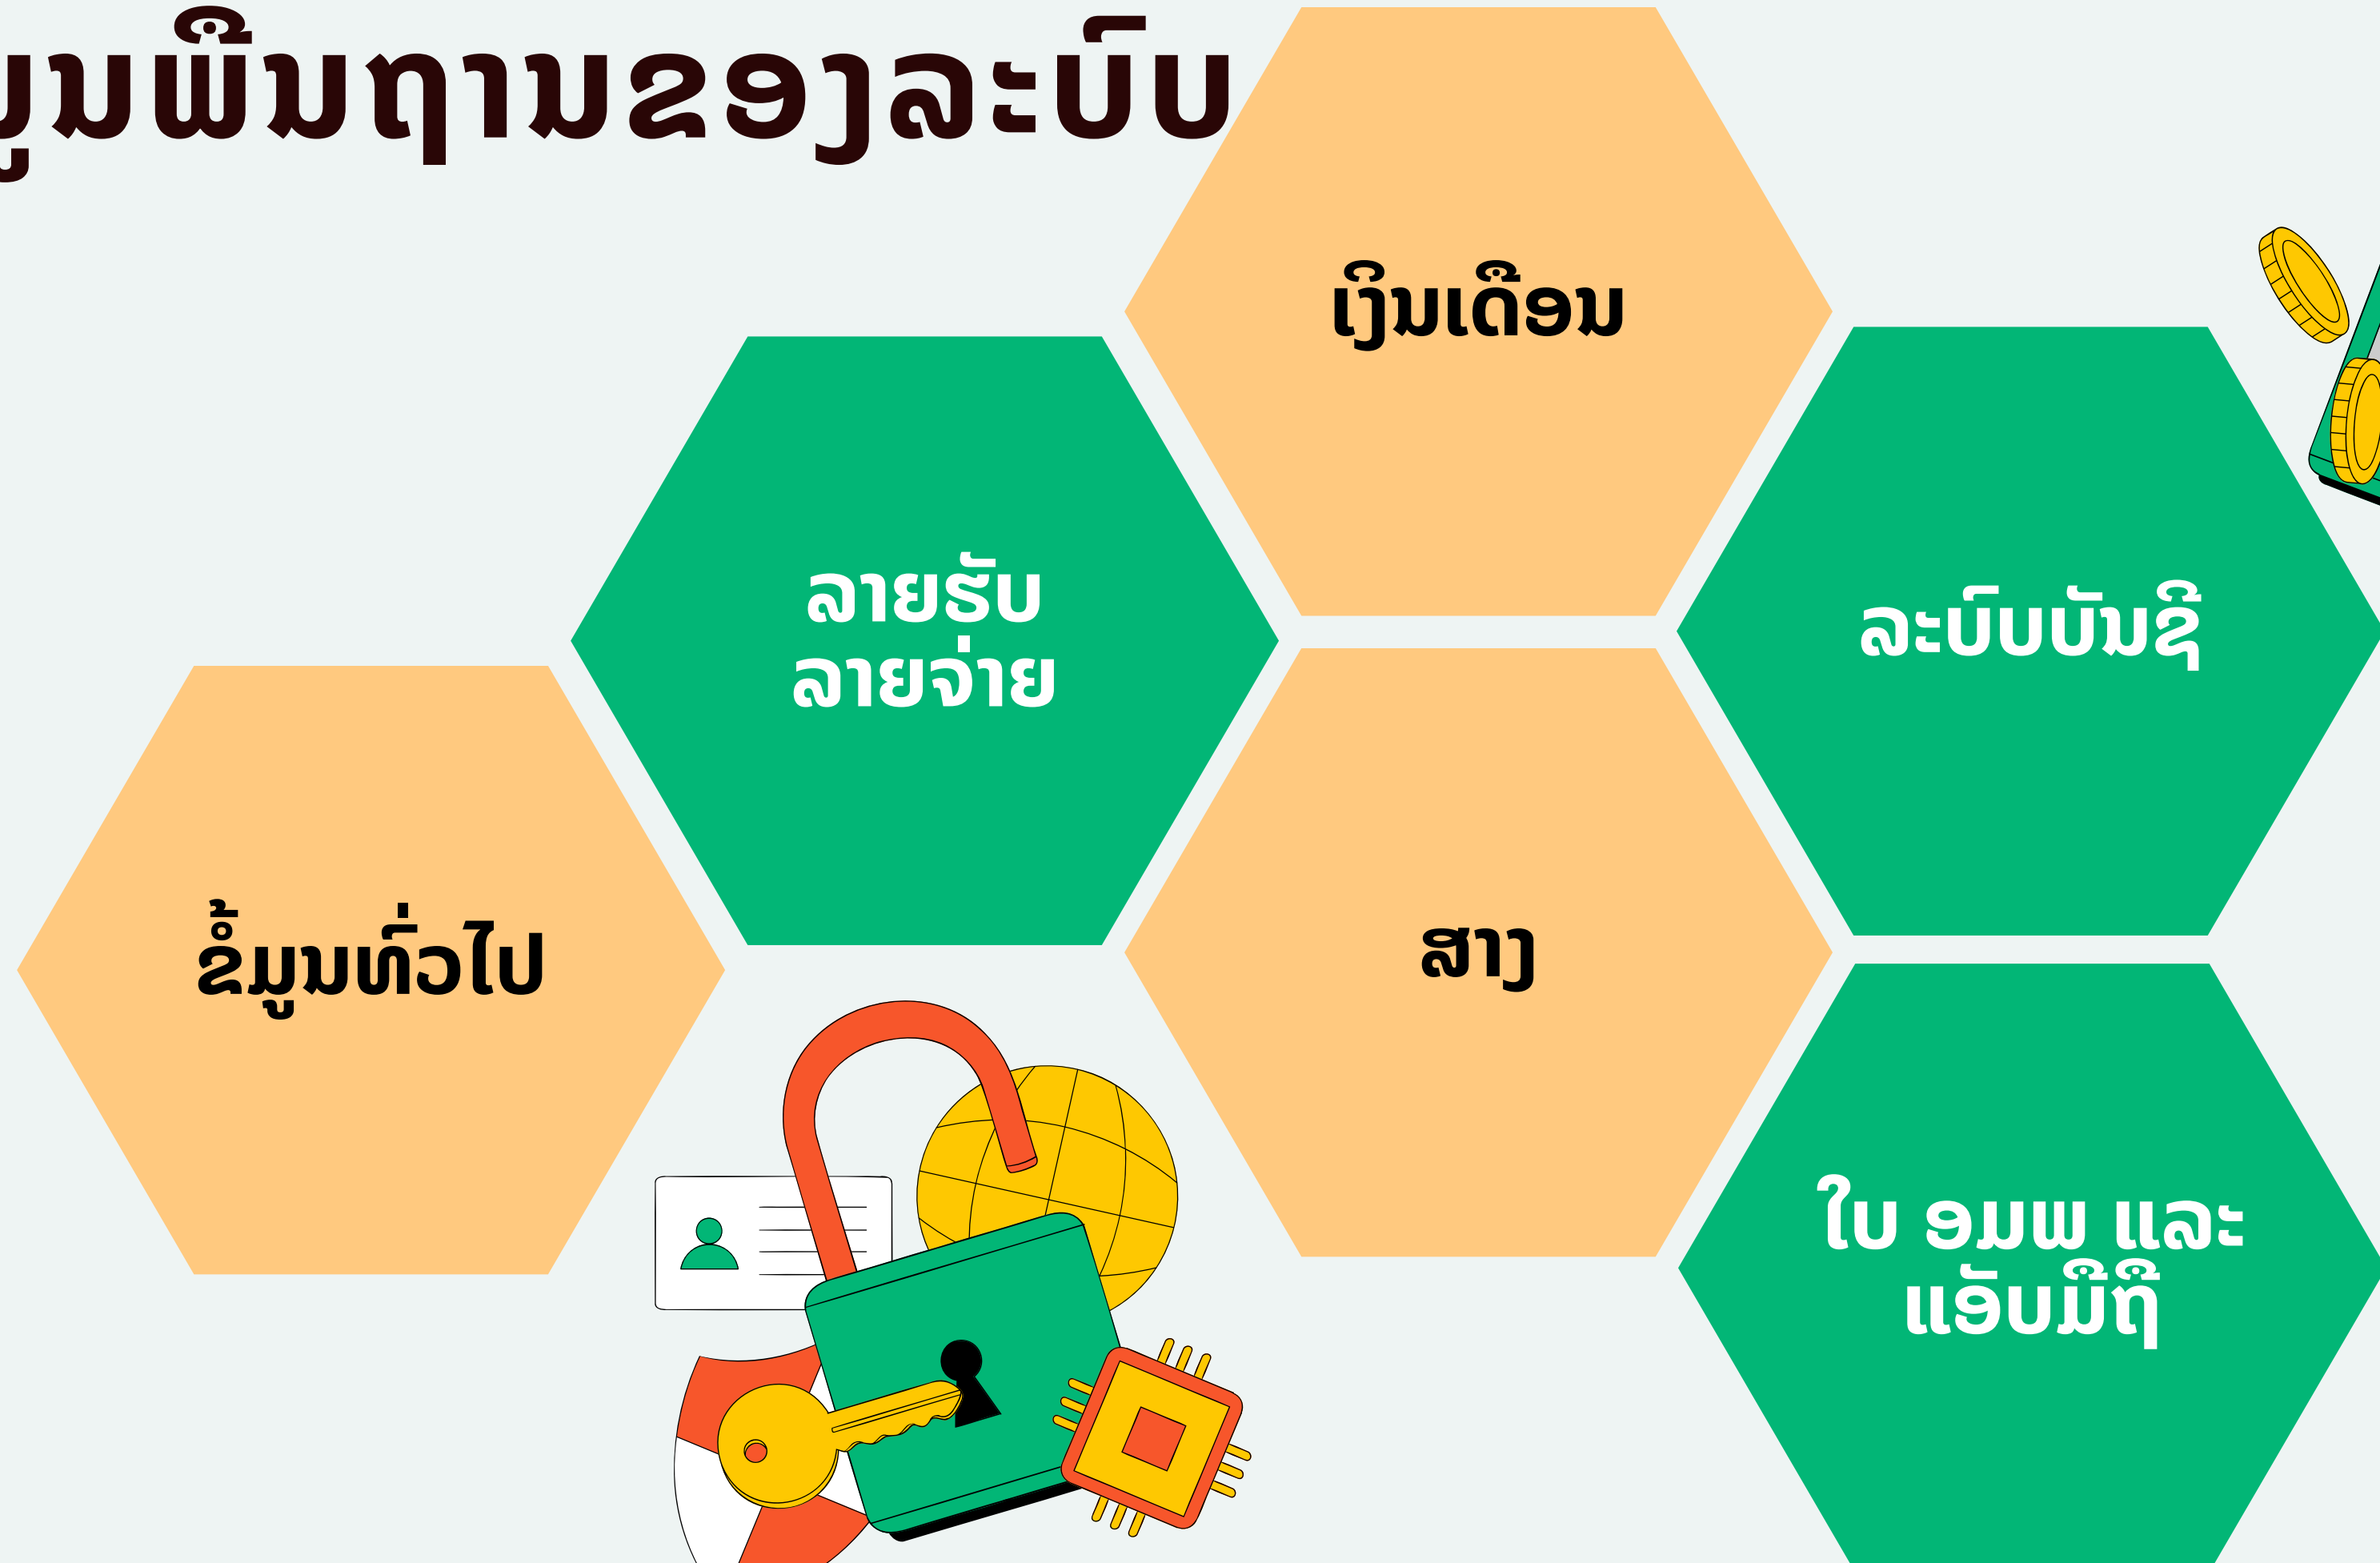 ມູນພືນຖານຂອງລະບົບ
ເງິນເດືອນ
ລາຍຮັບ
ລາຍຈ່າຍ
ລະບົບບັນຊີ
ຂໍ້ມູນທົ່ວໄປ
ສາງ
ໃບ ອມພ ແລະ
ແອັບມືຖື